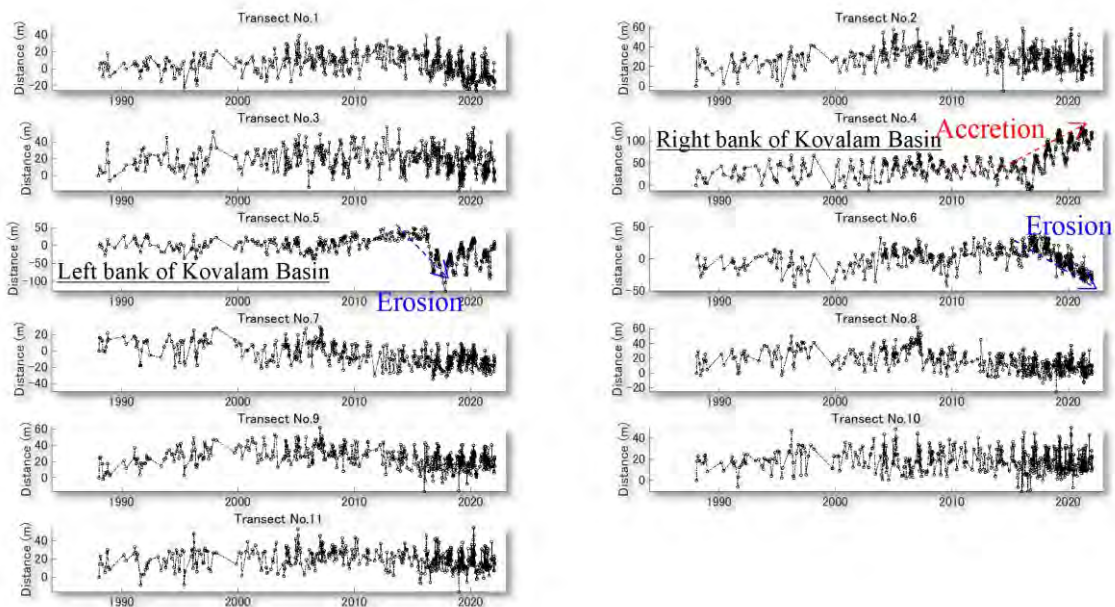 Transect No.1
Distance (m)
40
20
0
-20
1990 2000 2010 2020
Transect No.2
Distance (m)
60
40
20
0
1990 2000 2010 2020
Transect No.3
Distance (m)
40
20
0
1990 2000 2010 2020
Transect No.4
Distance (m)
100
50
0
Right bank of Kovalam Basin
Accretion
1990 2000 2010 2020
Transect No.5
Distance (m)
50
0
-50
-100
Left bank of Kovalam Basin
Erosion
1990 2000 2010 2020
Transect No.6
Distance (m)
50
0
-50
Erosion
1990 2000 2010 2020
Transect No.7
Distance (m)
20
0
-20
-40
1990 2000 2010 2020
Transect No.8
Distance (m)
60
40
20
0
-20
1990 2000 2010 2020
Transect No.9
Distance (m)
60
40
20
0
1990 2000 2010 2020
Transect No.10
Distance (m)
40
20
0
1990 2000 2010 2020
Transect No.11
Distance (m)
40
20
0
1990 2000 2010 2020